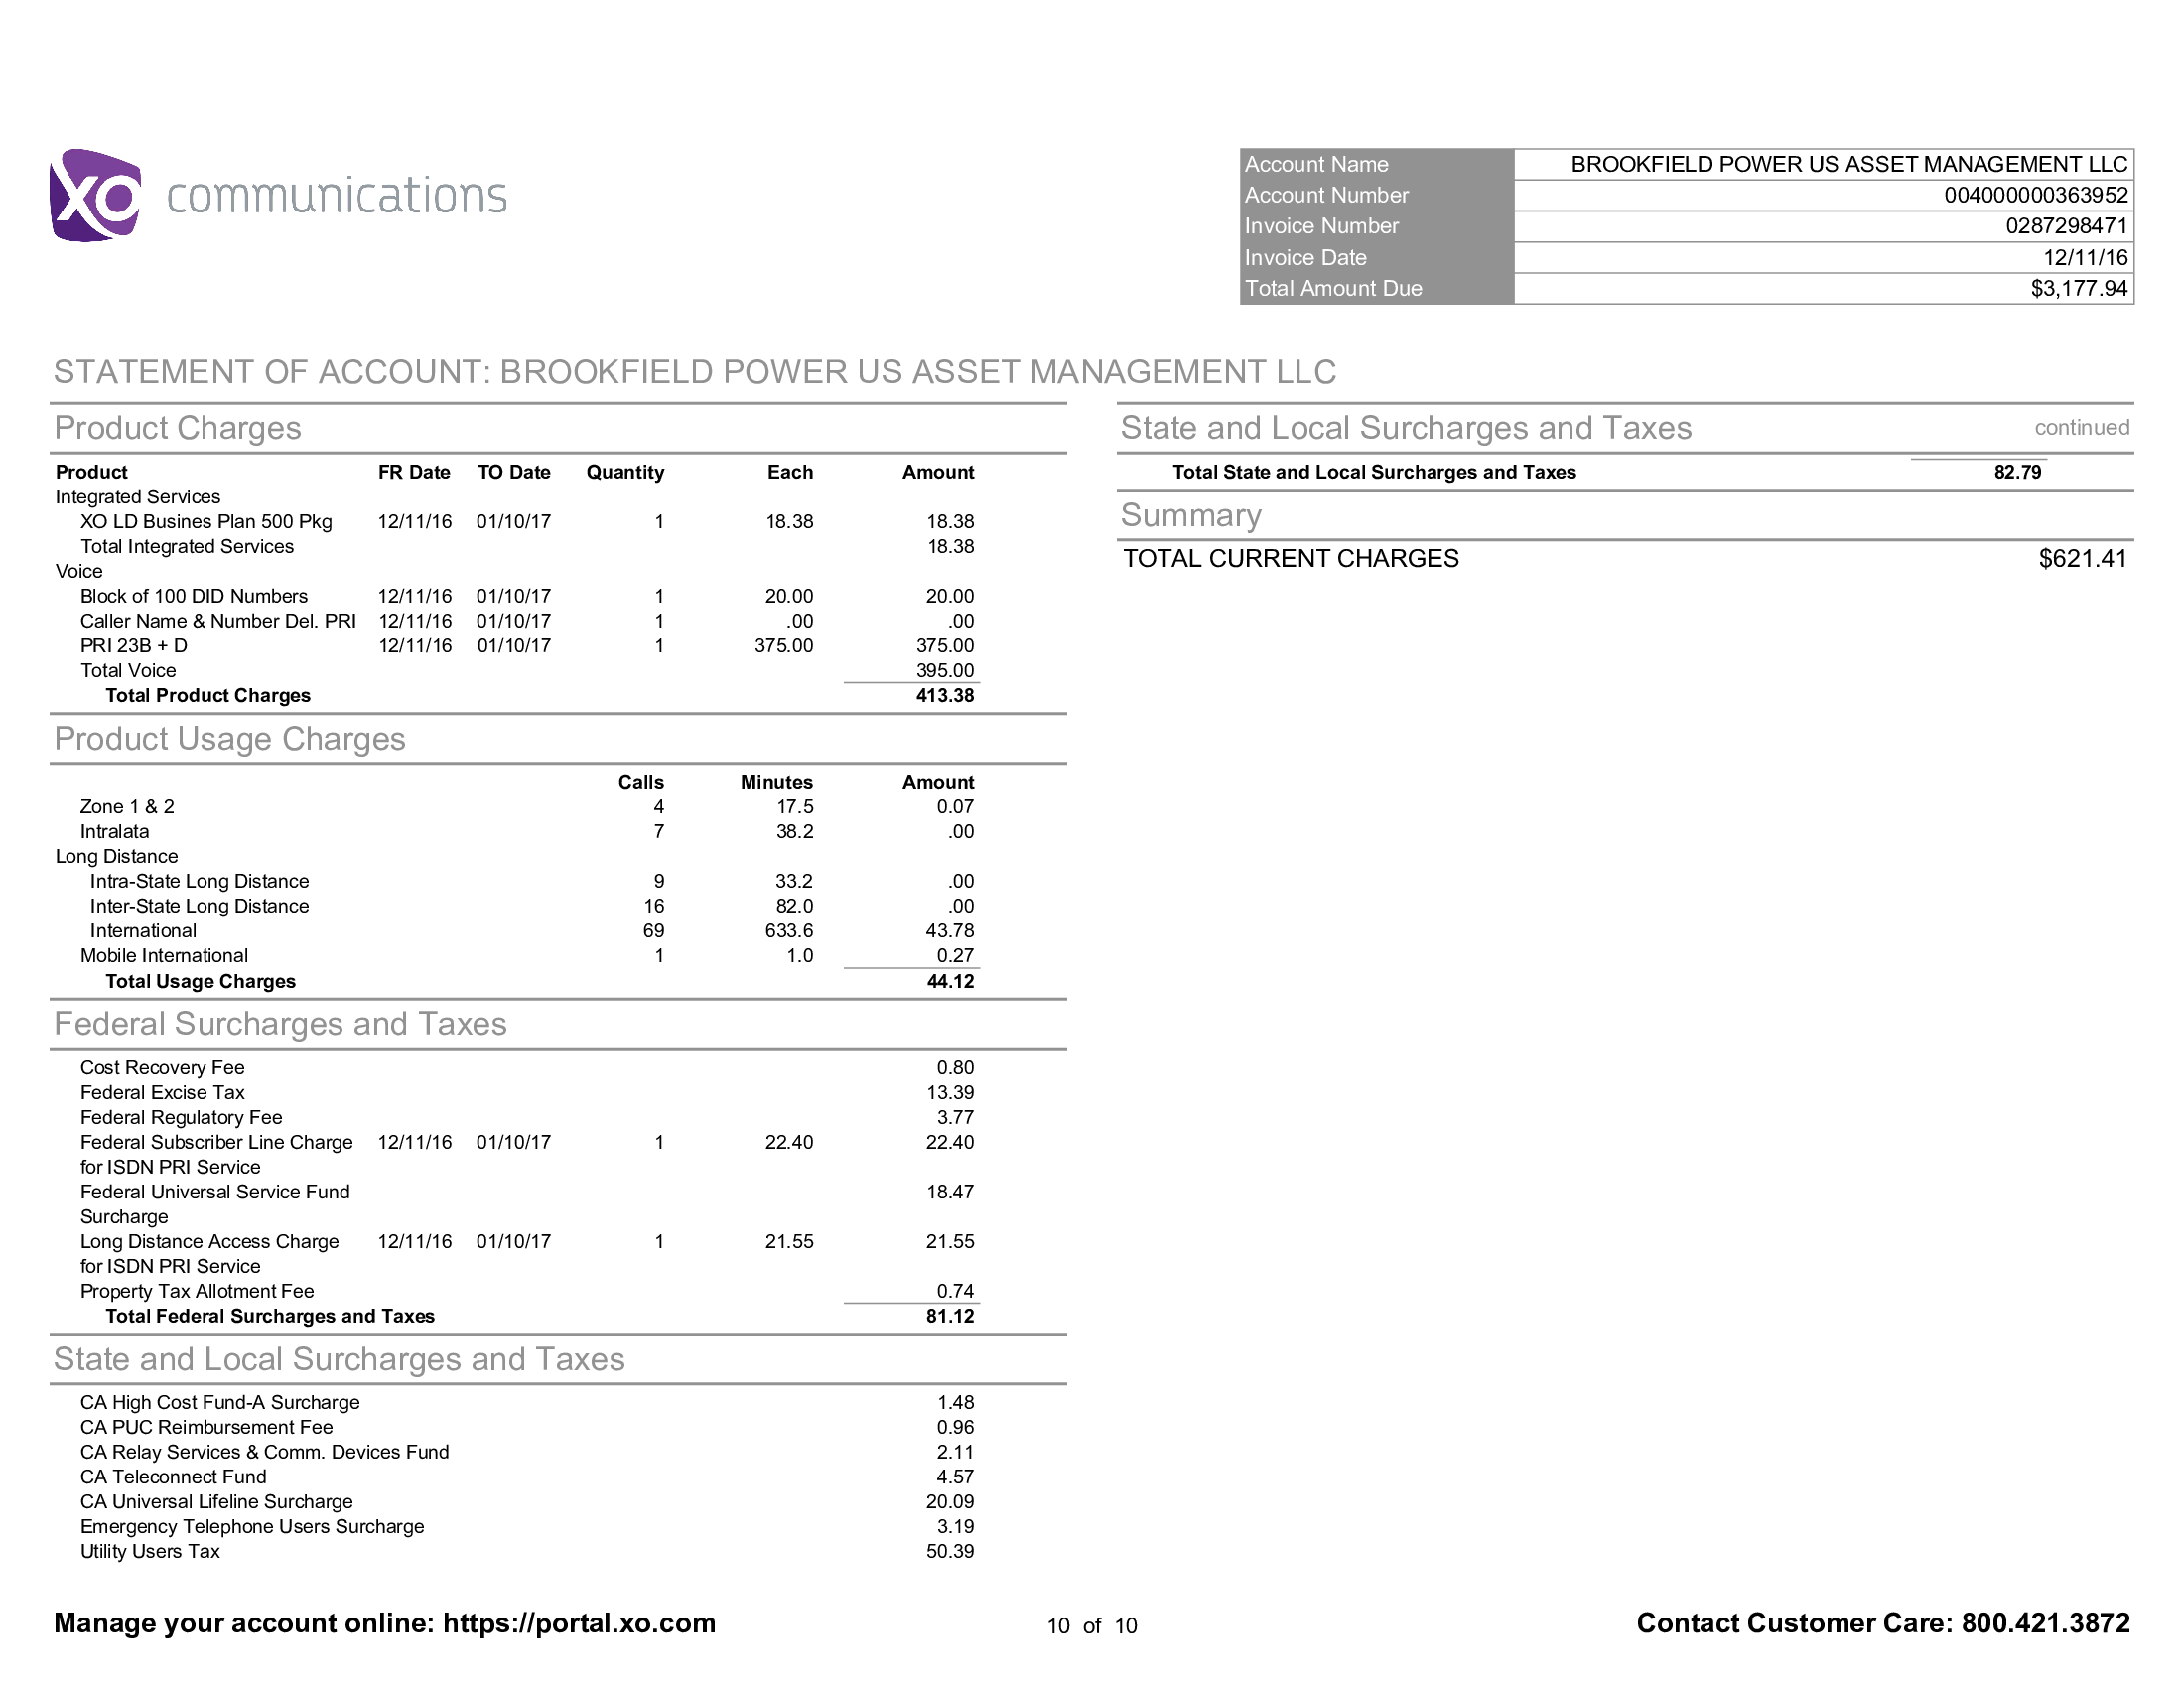 XO communications
Account Name BROOKFIELD POWER US ASSET MANAGEMENT LLC
Account Number 004000000363952
Invoice Number 0287298471
Invoice Date 12/11/16
Total Amount Due $3,177.94
STATEMENT OF ACCOUNT: BROOKFIELD POWER US ASSET MANAGEMENT LLC
Product Charges
Product FR Date TO Date Quantity Each Amount
Integrated Services
XO LD Busines Plan 500 Pkg 12/11/16 01/10/17 1 18.38 18.38
Total Integrated Services 18.38
Voice
Block of 100 DID Numbers 12/11/16 01/10/17 1 20.00 20.00
Caller Name & Number Del. PRI 12/11/16 01/10/17 1 .00 .00
PRI 23B + D 12/11/16 01/10/17 1 375.00 375.00
Total Voice 395.00
Total Product Charges 413.38
Product Usage Charges
Calls Minutes Amount
Zone 1 & 2 4 17.5 0.07
Intralata 7 38.2 .00
Long Distance
Intra-State Long Distance 9 33.2 .00
Inter-State Long Distance 16 82.0 .00
International 69 633.6 43.78
Mobile International 1 1.0 0.27
Total Usage Charges 44.12
Federal Surcharges and Taxes
Cost Recovery Fee 0.80
Federal Excise Tax 13.39
Federal Regulatory Fee 3.77
Federal Subscriber Line Charge 12/11/16 01/10/17 1 22.40 22.40
for ISDN PRI Service
Federal Universal Service Fund 18.47
Surcharge
Long Distance Access Charge 12/11/16 01/10/17 1 21.55 21.55
for ISDN PRI Service
Property Tax Allotment Fee 0.74
Total Federal Surcharges and Taxes 81.12
State and Local Surcharges and Taxes
CA High Cost Fund-A Surcharge 1.48
CA PUC Reimbursement Fee 0.96
CA Relay Services & Comm. Devices Fund 2.11
CA Teleconnect Fund 4.57
CA Universal Lifeline Surcharge 20.09
Emergency Telephone Users Surcharge 3.19
Utility Users Tax 50.39
State and Local Surcharges and Taxes continued
Total State and Local Surcharges and Taxes 82.79
Summary
TOTAL CURRENT CHARGES $621.41
Manage your account online: https://portal.xo.com 10 of 10 Contact Customer Care: 800.421.3872